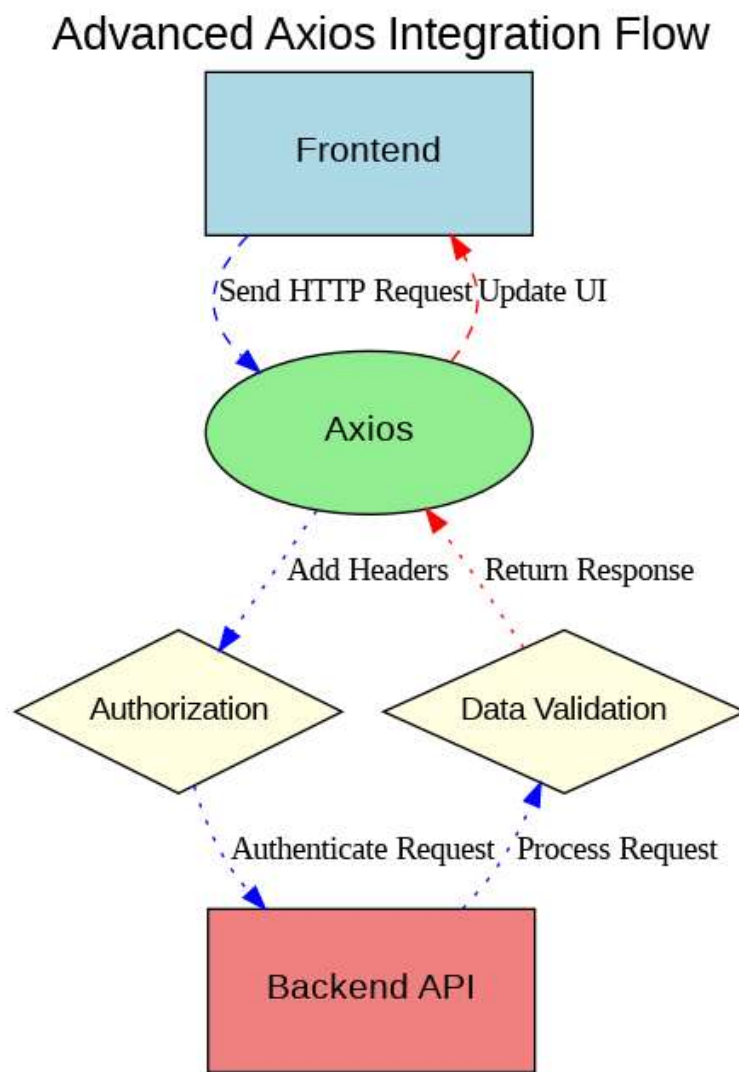 Advanced Axios Integration Flow
Frontend
Send HTTP Request
Update UI
Axios
Add Headers
Return Response
Authorization
Data Validation
Authenticate Request
Process Request
Backend API